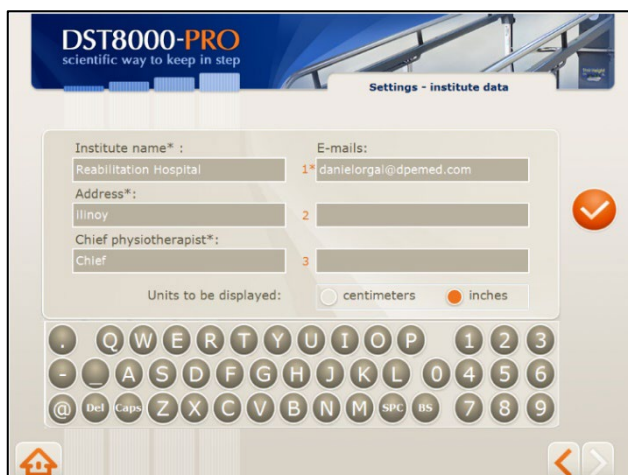 DST8000-PRO
scientific way to keep in step
Settings - institute data
Institute name* :
Reabilitation Hospital
Address*:
ilinoy
Chief physiotherapist*:
Chief
E-mails:
1* danielorgal@dpemed.com
2
3
Units to be displayed: centimeters inches
. Q W E R T Y U I O P 1 2 3
- _ A S D F G H J K L 0 4 5 6
@ Del Caps Z X C V B N M SPC BS 7 8 9